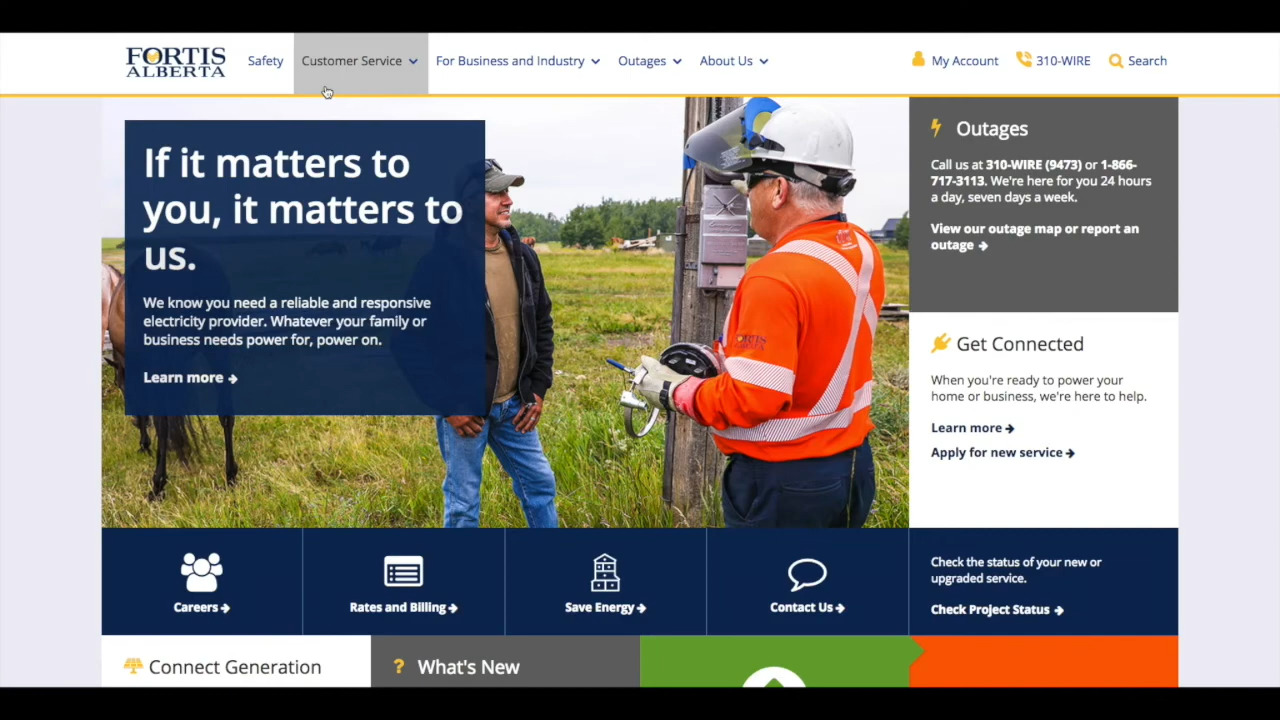 FORTIS
ALBERTA
Safety
Customer Service
For Business and Industry
Outages
About Us
My Account
310-WIRE
Search
If it matters to
you, it matters to
us.
We know you need a reliable and responsive
electricity provider. Whatever your family or
business needs power for, power on.
Learn more
FORTIS
ALBERTA
Outages
Call us at 310-WIRE (9473) or 1-866-
717-3113. We're here for you 24 hours
a day, seven days a week.
View our outage map or report an
outage
Get Connected
When you're ready to power your
home or business, we're here to help.
Learn more
Apply for new service
Careers
Rates and Billing
Save Energy
Contact Us
Check the status of your new or
upgraded service.
Check Project Status
Connect Generation
? What's New